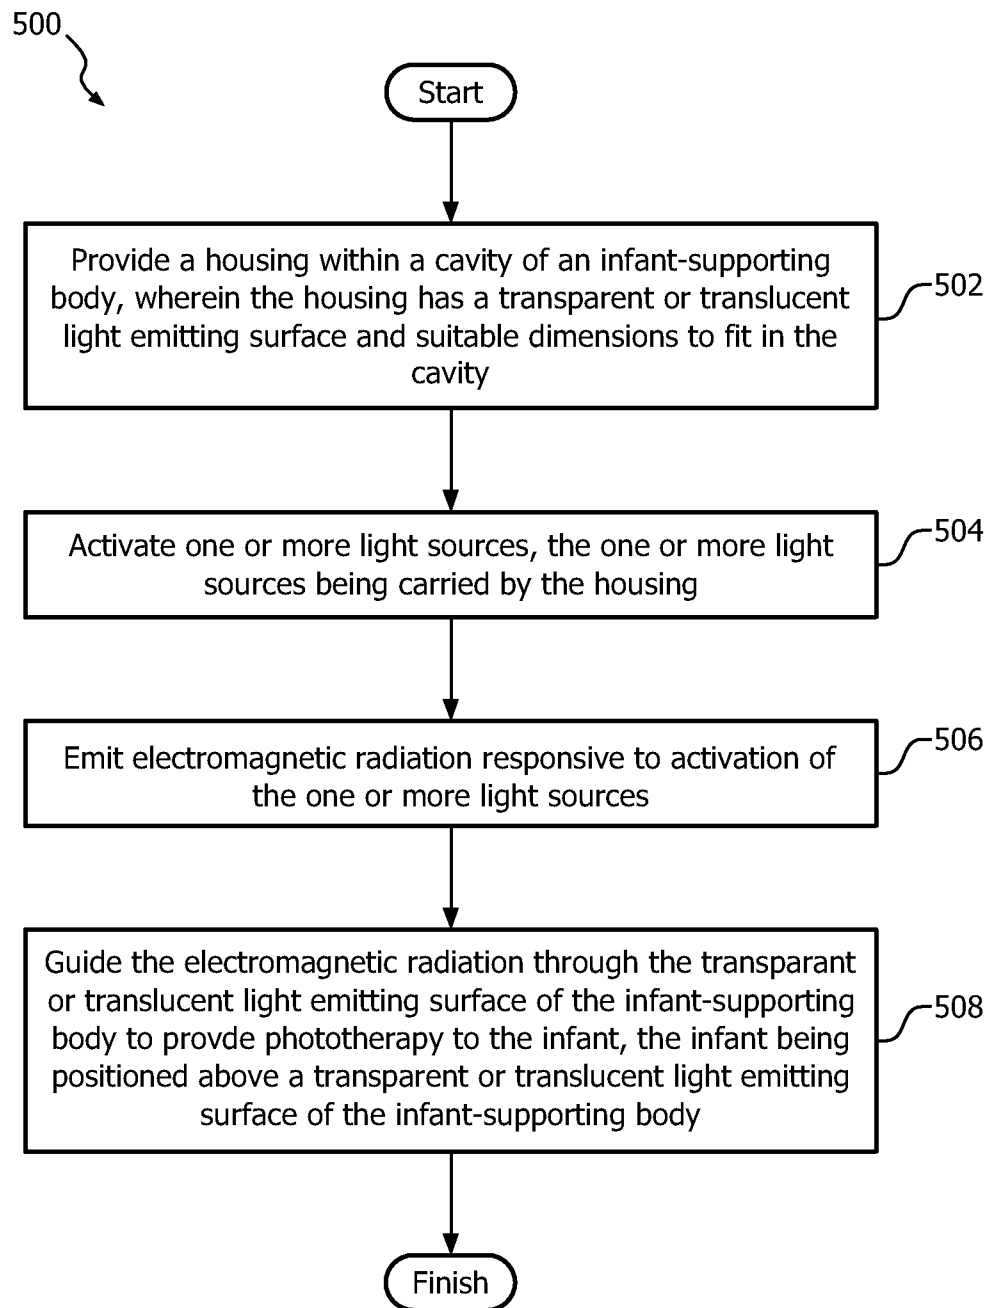 500
Start
Provide a housing within a cavity of an infant-supporting
body, wherein the housing has a transparent or translucent
light emitting surface and suitable dimensions to fit in the
cavity
502
Activate one or more light sources, the one or more light
sources being carried by the housing
504
Emit electromagnetic radiation responsive to activation of
the one or more light sources
506
Guide the electromagnetic radiation through the transparant
or translucent light emitting surface of the infant-supporting
body to provde phototherapy to the infant, the infant being
positioned above a transparent or translucent light emitting
surface of the infant-supporting body
508
Finish